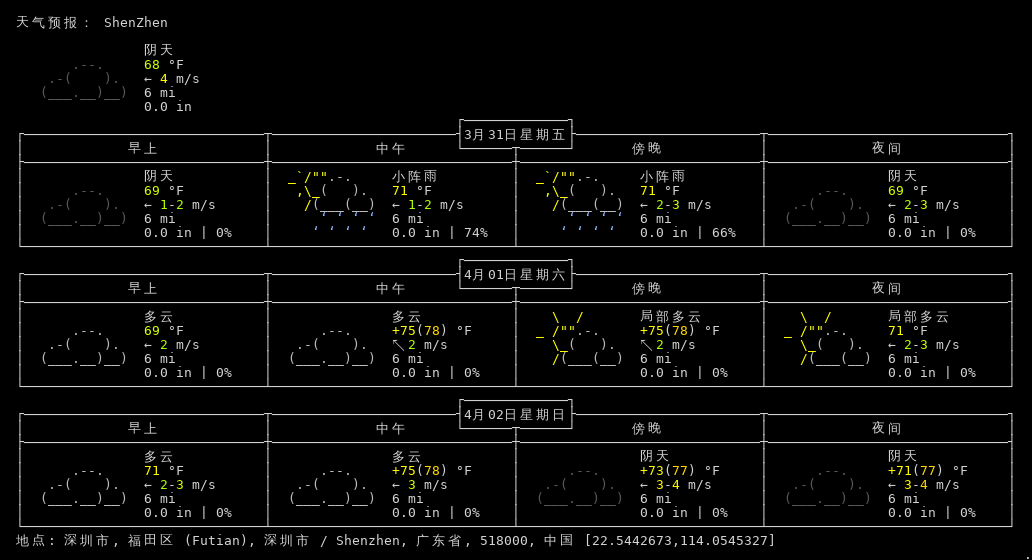 天气预报： ShenZhen
阴天
68 °F
← 4 m/s
6 mi
0.0 in
3月31日星期五
早上 中午 傍晚 夜间
阴天 小阵雨 小阵雨 阴天
69 °F 71 °F 71 °F 69 °F
← 1-2 m/s ← 1-2 m/s ← 2-3 m/s ← 2-3 m/s
6 mi 6 mi 6 mi 6 mi
0.0 in | 0% 0.0 in | 74% 0.0 in | 66% 0.0 in | 0%
4月01日星期六
早上 中午 傍晚 夜间
多云 多云 局部多云 局部多云
69 °F +75(78) °F +75(78) °F 71 °F
← 2 m/s ↖ 2 m/s ↖ 2 m/s ← 2-3 m/s
6 mi 6 mi 6 mi 6 mi
0.0 in | 0% 0.0 in | 0% 0.0 in | 0% 0.0 in | 0%
4月02日星期日
早上 中午 傍晚 夜间
多云 多云 阴天 阴天
71 °F +75(78) °F +73(77) °F +71(77) °F
← 2-3 m/s ← 3 m/s ← 3-4 m/s ← 3-4 m/s
6 mi 6 mi 6 mi 6 mi
0.0 in | 0% 0.0 in | 0% 0.0 in | 0% 0.0 in | 0%
地点: 深圳市, 福田区 (Futian), 深圳市 / Shenzhen, 广东省, 518000, 中国 [22.5442673,114.0545327]